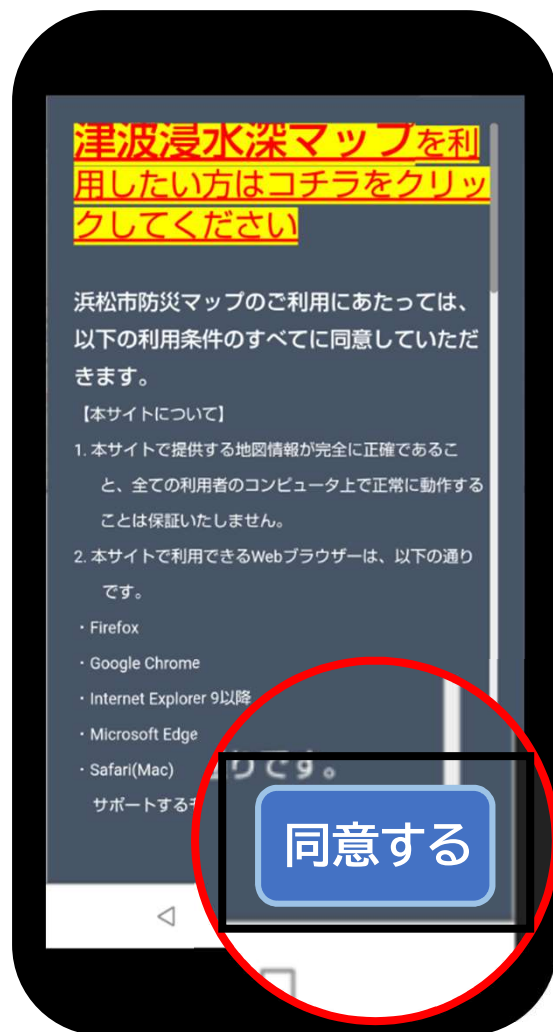 津波浸水深マップを利
用したい方はコチラをクリッ
クしてください
浜松市防災マップのご利用にあたっては、
以下の利用条件のすべてに同意していただ
きます。
【本サイトについて】
1. 本サイトで提供する地図情報が完全に正確であるこ
と、全ての利用者のコンピュータ上で正常に動作する
ことは保証いたしません。
2. 本サイトで利用できるWebブラウザーは、以下の通り
です。
・Firefox
・Google Chrome
・Internet Explorer 9以降
・Microsoft Edge
・Safari(Mac)
りです。
サポートする
同意する